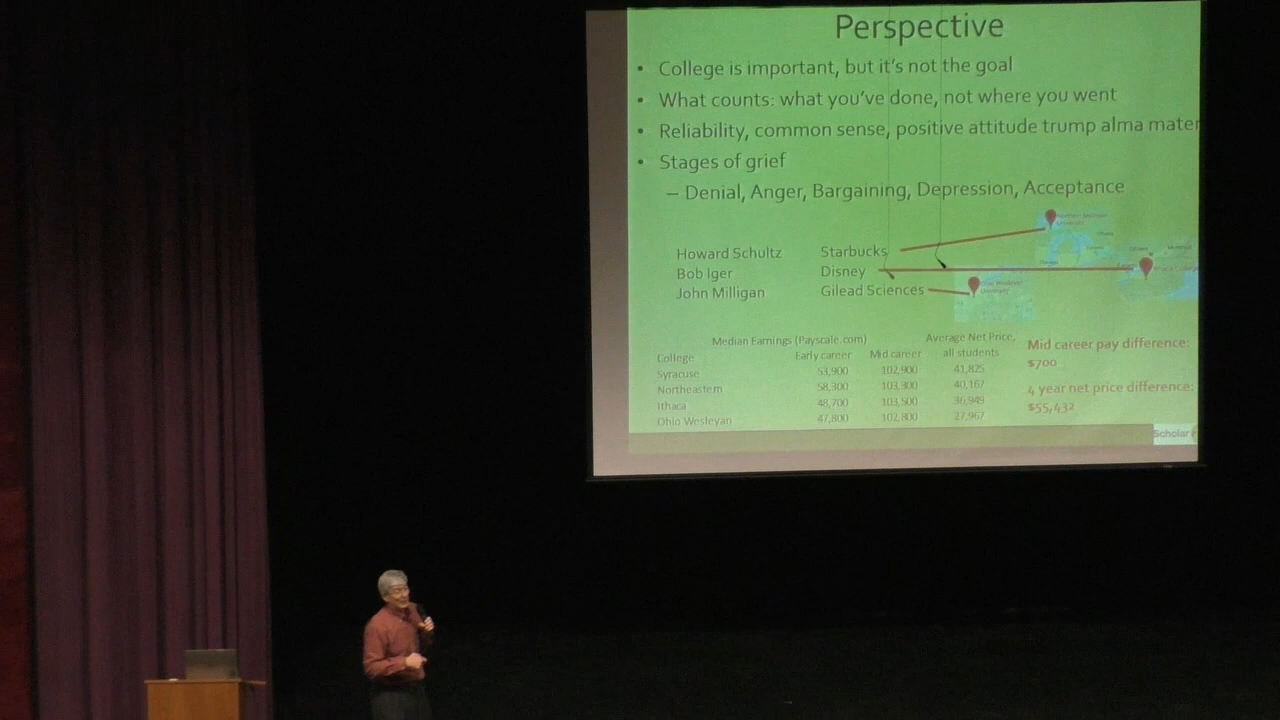 Perspective
• College is important, but it's not the goal
• What counts: what you've done, not where you went
• Reliability, common sense, positive attitude trump alma mater
• Stages of grief
– Denial, Anger, Bargaining, Depression, Acceptance
Howard Schultz Starbucks
Bob Iger Disney
John Milligan Gilead Sciences
Median Earnings (Payscale.com) Average Net Price,
College Early career Mid career all students
Syracuse 53,900 102,900 41,825
Northeastern 58,300 103,300 40,167
Ithaca 48,700 103,500 36,949
Ohio Wesleyan 47,800 102,800 27,967
Mid career pay difference:
$700
4 year net price difference:
$55,432
Scholar